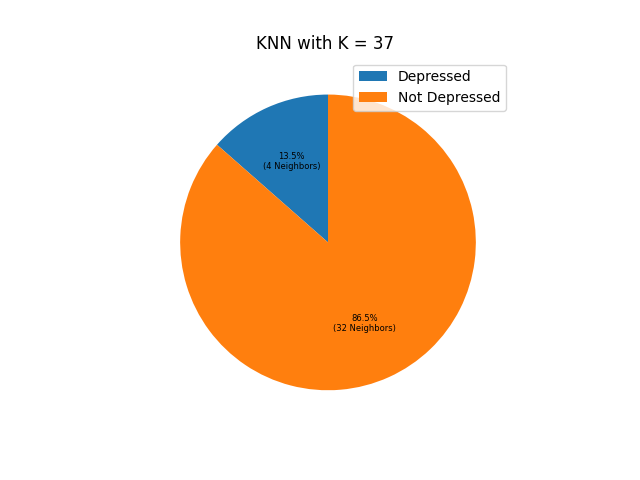 KNN with K = 37
Depressed
Not Depressed
13.5%
(4 Neighbors)
86.5%
(32 Neighbors)